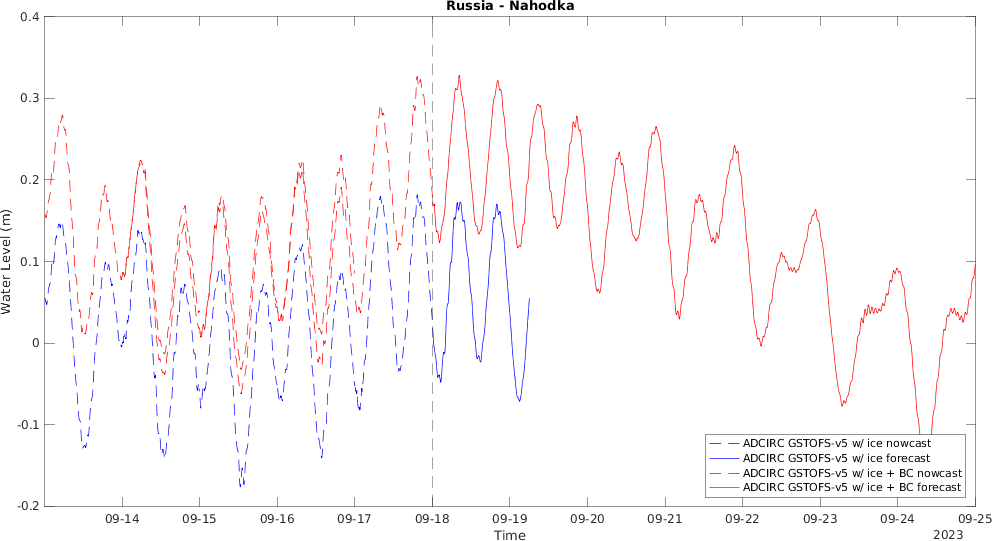 Russia - Nahodka
0.4
0.3
0.2
0.1
0
-0.1
-0.2
Water Level (m)
09-14
09-15
09-16
09-17
09-18
09-19
09-20
09-21
09-22
09-23
09-24
09-25
Time
2023
ADCIRC GSTOFS-v5 w/ ice nowcast
ADCIRC GSTOFS-v5 w/ ice forecast
ADCIRC GSTOFS-v5 w/ ice + BC nowcast
ADCIRC GSTOFS-v5 w/ ice + BC forecast